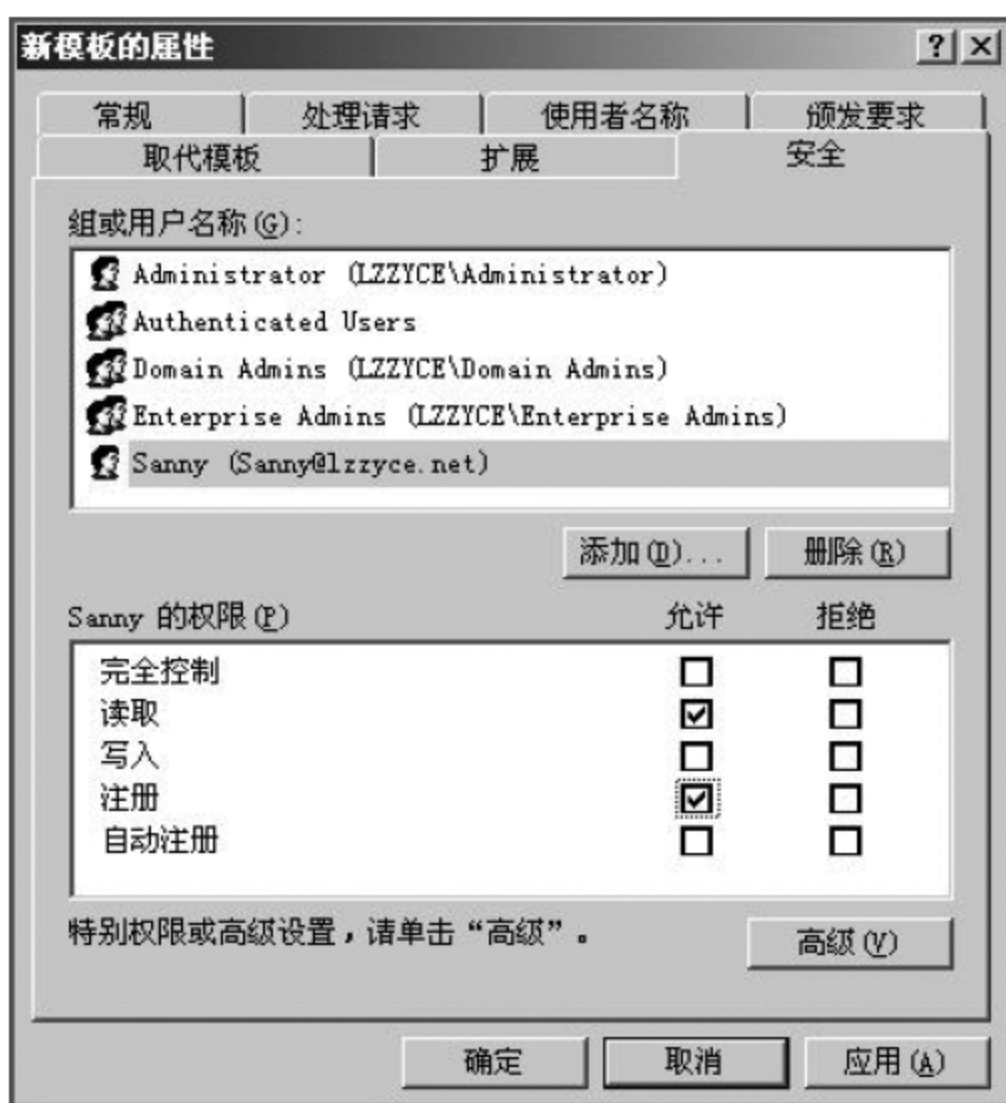 新模板的属性
常规 处理请求 使用者名称 颁发要求
取代模板 扩展 安全
组或用户名称(G):
Administrator (LZZYCE\Administrator)
Authenticated Users
Domain Admins (LZZYCE\Domain Admins)
Enterprise Admins (LZZYCE\Enterprise Admins)
Sanny (Sanny@lzzyce.net)
添加(D)... 删除(R)
Sanny 的权限(P) 允许 拒绝
完全控制
读取
写入
注册
自动注册
特别权限或高级设置，请单击“高级”。
高级(V)
确定 取消 应用(A)